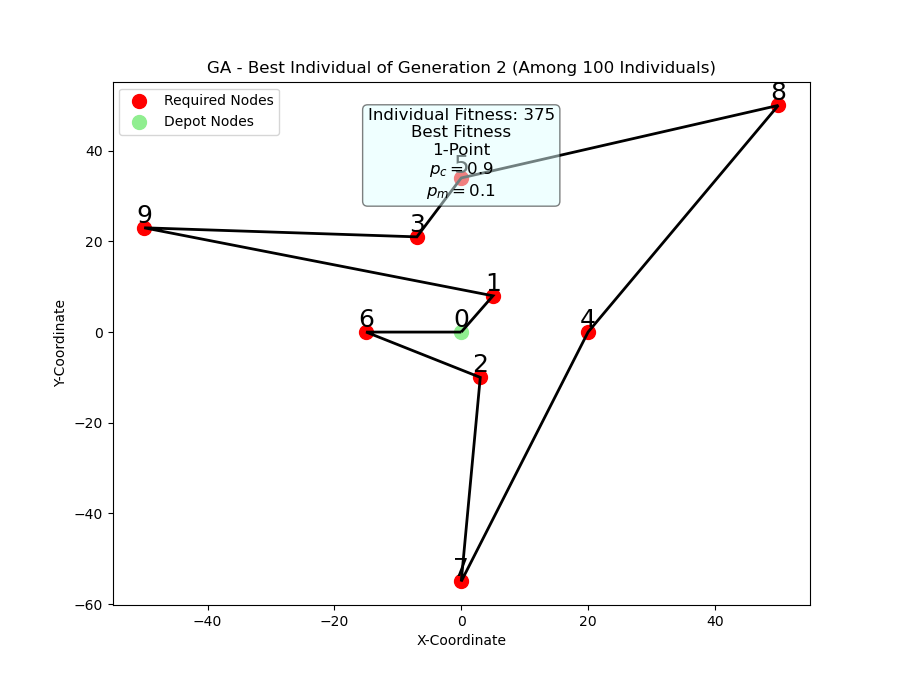 GA - Best Individual of Generation 2 (Among 100 Individuals)
Required Nodes
Depot Nodes
Individual Fitness: 375
Best Fitness
1-Point
p_c = 0.9
p_m = 0.1
8
5
9
3
1
6
0
4
2
7
40
20
0
−20
−40
−60
Y-Coordinate
−40
−20
0
20
40
X-Coordinate